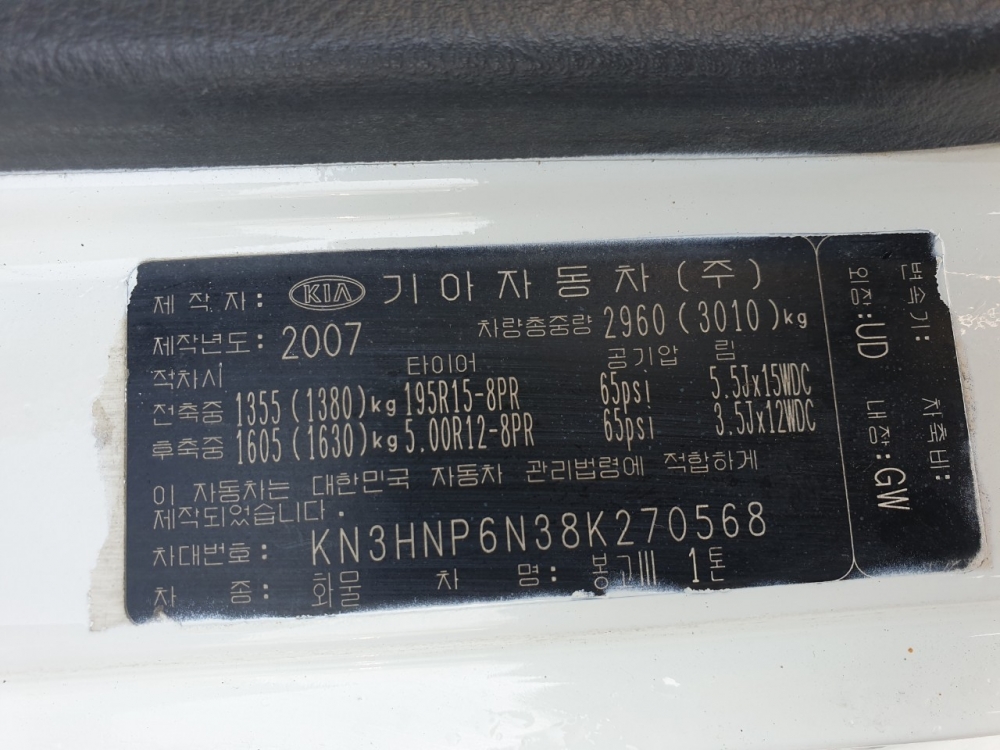 제작자: KIA 기아자동차(주)
제작년도: 2007 차량총중량 2960(3010)kg
적차시 타이어 공기압 림
전축중 1355(1380)kg 195R15-8PR 65psi 5.5Jx15WDC
후축중 1605(1630)kg 5.00R12-8PR 65psi 3.5Jx12WDC
이 자동차는 대한민국 자동차 관리법령에 적합하게
제작되었습니다.
차대번호: KN3HNP6N38K270568
차 종: 화물 차 명: 봉고III 1톤
변속기: 차축비:
외장:UD 내장:GW